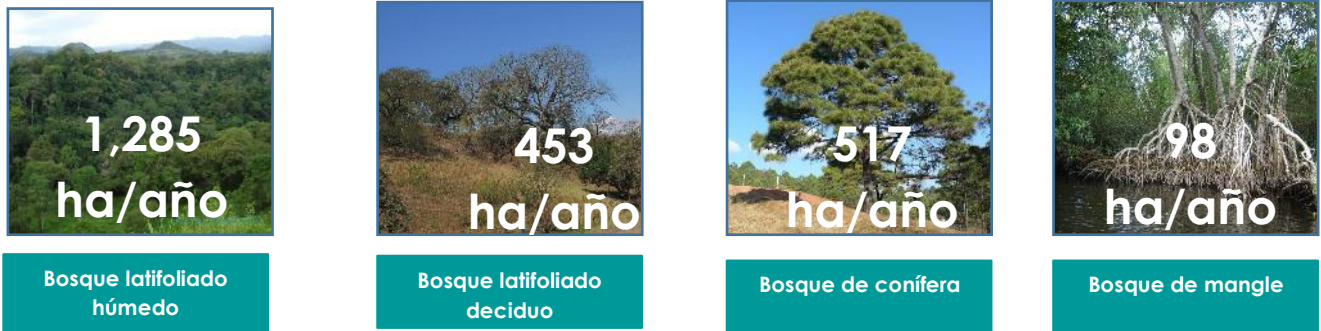 1,285
ha/año
453
ha/año
517
ha/año
98
ha/año
Bosque latifoliado
húmedo
Bosque latifoliado
deciduo
Bosque de conífera
Bosque de mangle